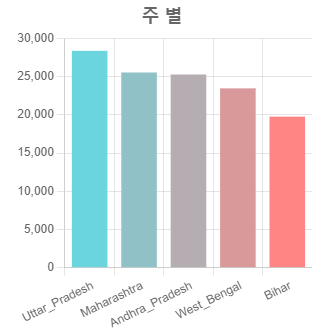 주 별
30,000
25,000
20,000
15,000
10,000
5,000
0
Uttar_Pradesh
Maharashtra
Andhra_Pradesh
West_Bengal
Bihar